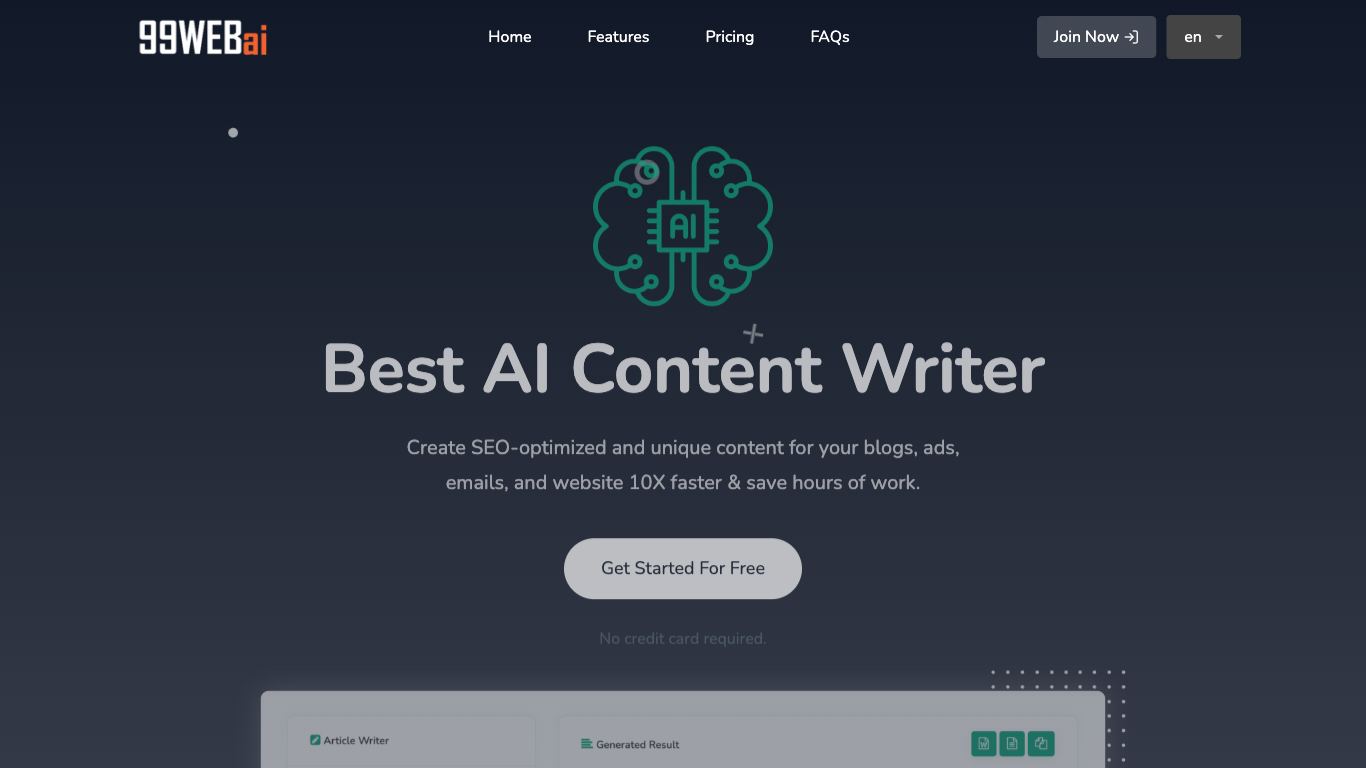 99WEBai
Home
Features
Pricing
FAQs
Join Now
en
AI
Best AI Content Writer
Create SEO-optimized and unique content for your blogs, ads,
emails, and website 10X faster & save hours of work.
Get Started For Free
No credit card required.
Article Writer
Generated Result